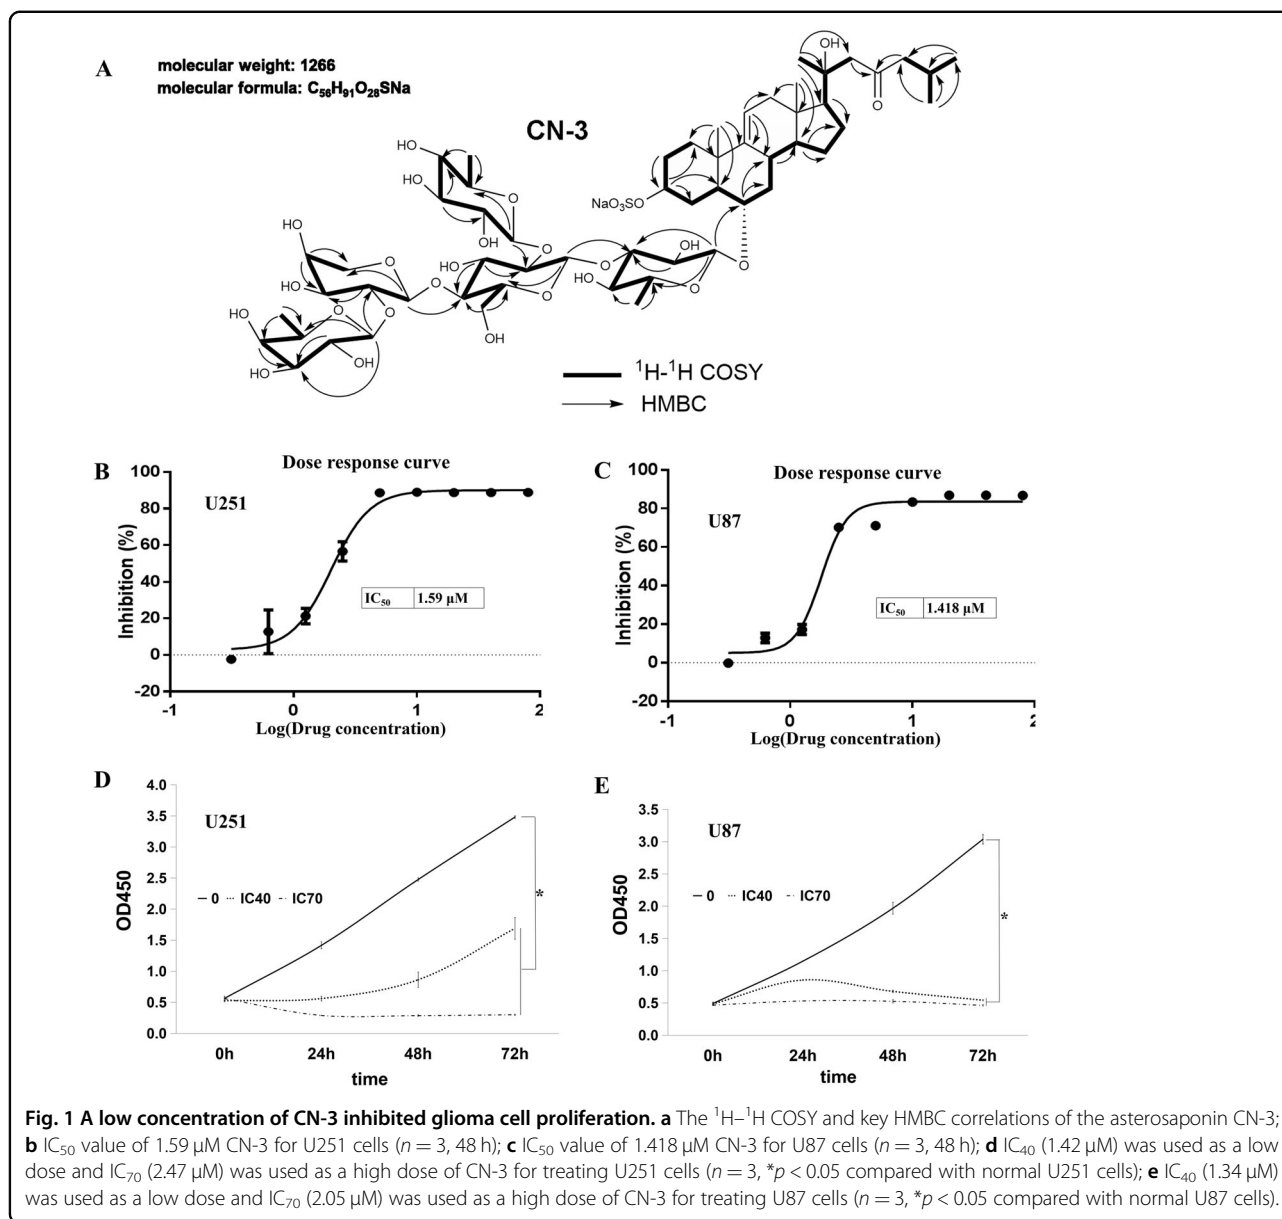 A
molecular weight: 1266
molecular formula: C₅₆H₉₁O₂₈SNa
CN-3
OH
O
NaO₃SO
O
HO
HO
O
OH
O
HO
HO
O
O
HO
O
O
O
OH
O
HO
O
OH
O
HO
O
HO
OH
¹H-¹H COSY
HMBC
B
Dose response curve
U251
Inhibition (%)
100
80
60
40
20
0
-20
IC₅₀ 1.59 μM
-1 0 1 2
Log(Drug concentration)
C
Dose response curve
U87
Inhibition (%)
100
80
60
40
20
0
-20
IC₅₀ 1.418 μM
-1 0 1 2
Log(Drug concentration)
D
U251
OD450
4.0
3.5
3.0
2.5
2.0
1.5
1.0
0.5
0.0
0 IC40 IC70
*
0h 24h 48h 72h
time
E
U87
OD450
3.5
3.0
2.5
2.0
1.5
1.0
0.5
0.0
0 IC40 IC70
*
0h 24h 48h 72h
time
Fig. 1 A low concentration of CN-3 inhibited glioma cell proliferation. a The ¹H–¹H COSY and key HMBC correlations of the asterosaponin CN-3;
b IC₅₀ value of 1.59 μM CN-3 for U251 cells (n = 3, 48 h); c IC₅₀ value of 1.418 μM CN-3 for U87 cells (n = 3, 48 h); d IC₄₀ (1.42 μM) was used as a low
dose and IC₇₀ (2.47 μM) was used as a high dose of CN-3 for treating U251 cells (n = 3, *p < 0.05 compared with normal U251 cells); e IC₄₀ (1.34 μM)
was used as a low dose and IC₇₀ (2.05 μM) was used as a high dose of CN-3 for treating U87 cells (n = 3, *p < 0.05 compared with normal U87 cells).